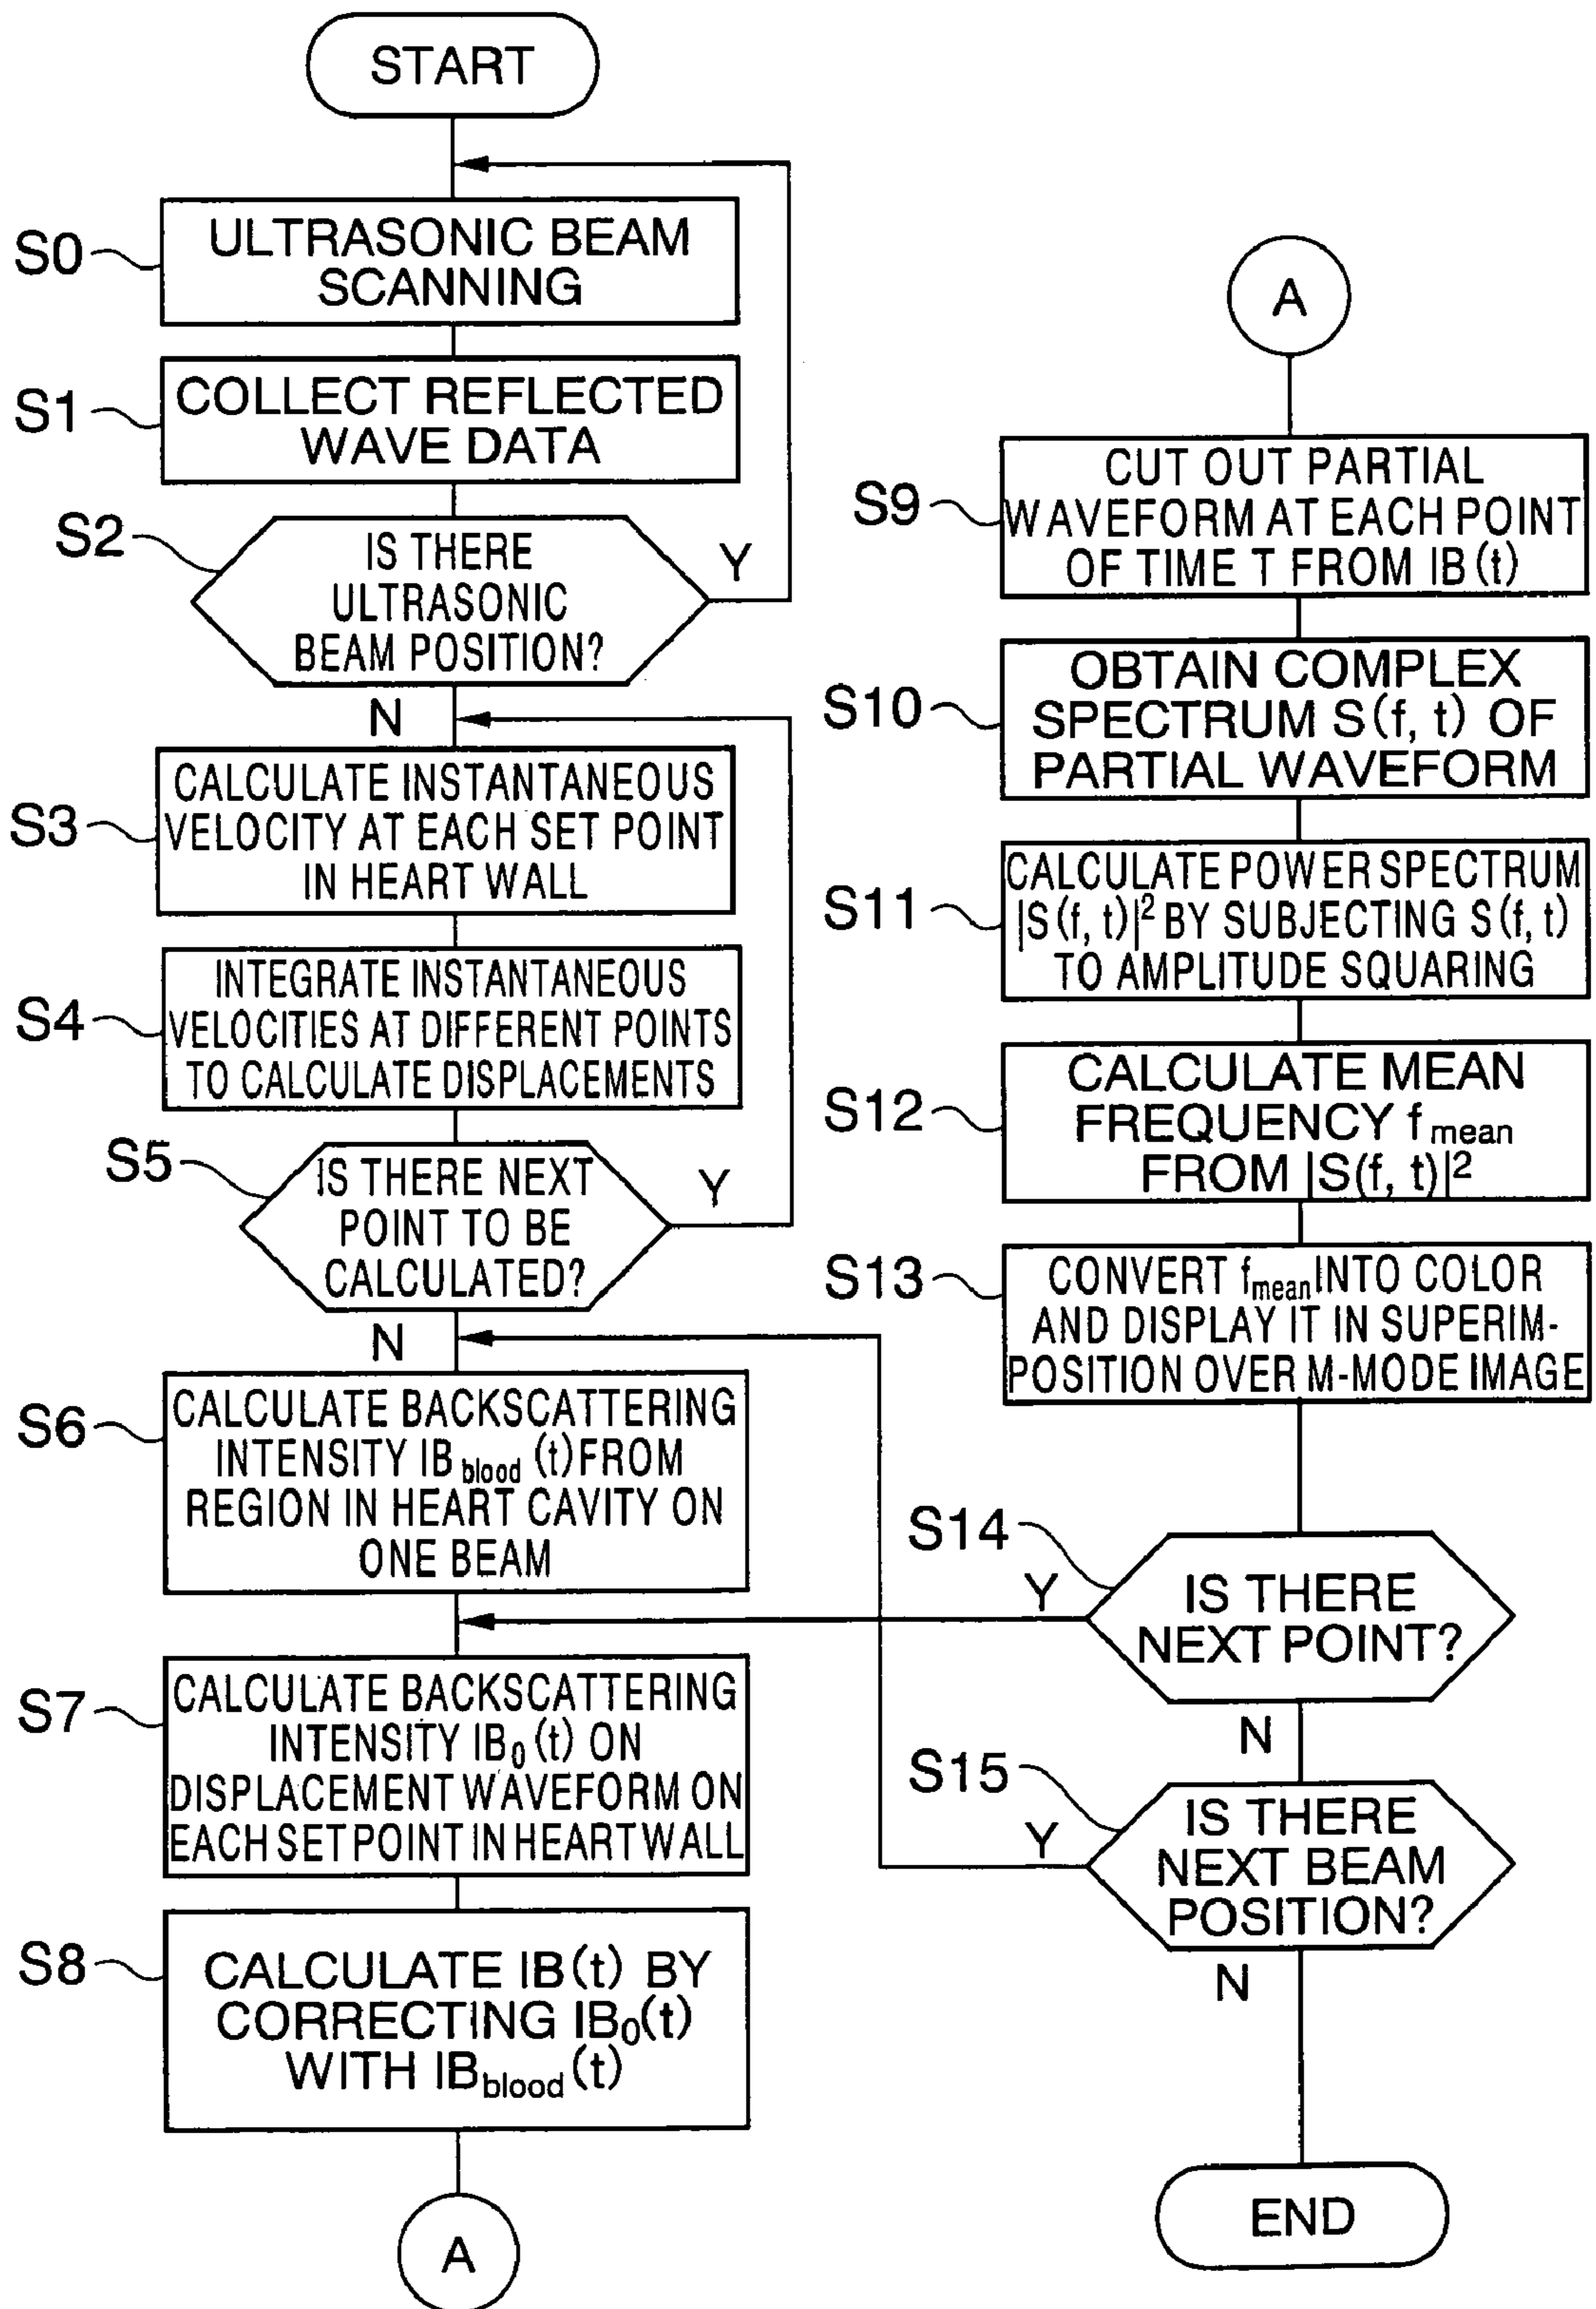 START
S0
ULTRASONIC BEAM
SCANNING
S1
COLLECT REFLECTED
WAVE DATA
S2
IS THERE
ULTRASONIC
BEAM POSITION?
Y
N
S3
CALCULATE INSTANTANEOUS
VELOCITY AT EACH SET POINT
IN HEART WALL
S4
INTEGRATE INSTANTANEOUS
VELOCITIES AT DIFFERENT POINTS
TO CALCULATE DISPLACEMENTS
S5
IS THERE NEXT
POINT TO BE
CALCULATED?
Y
N
S6
CALCULATE BACKSCATTERING
INTENSITY IB blood (t) FROM
REGION IN HEART CAVITY ON
ONE BEAM
S7
CALCULATE BACKSCATTERING
INTENSITY IB₀(t) ON
DISPLACEMENT WAVEFORM ON
EACH SET POINT IN HEART WALL
S8
CALCULATE IB(t) BY
CORRECTING IB₀(t)
WITH IB blood (t)
A
A
S9
CUT OUT PARTIAL
WAVEFORM AT EACH POINT
OF TIME T FROM IB(t)
S10
OBTAIN COMPLEX
SPECTRUM S(f, t) OF
PARTIAL WAVEFORM
S11
CALCULATE POWER SPECTRUM
|S(f, t)|² BY SUBJECTING S(f, t)
TO AMPLITUDE SQUARING
S12
CALCULATE MEAN
FREQUENCY f mean
FROM |S(f, t)|²
S13
CONVERT f mean INTO COLOR
AND DISPLAY IT IN SUPERIM-
POSITION OVER M-MODE IMAGE
S14
IS THERE
NEXT POINT?
Y
N
S15
IS THERE
NEXT BEAM
POSITION?
Y
N
END